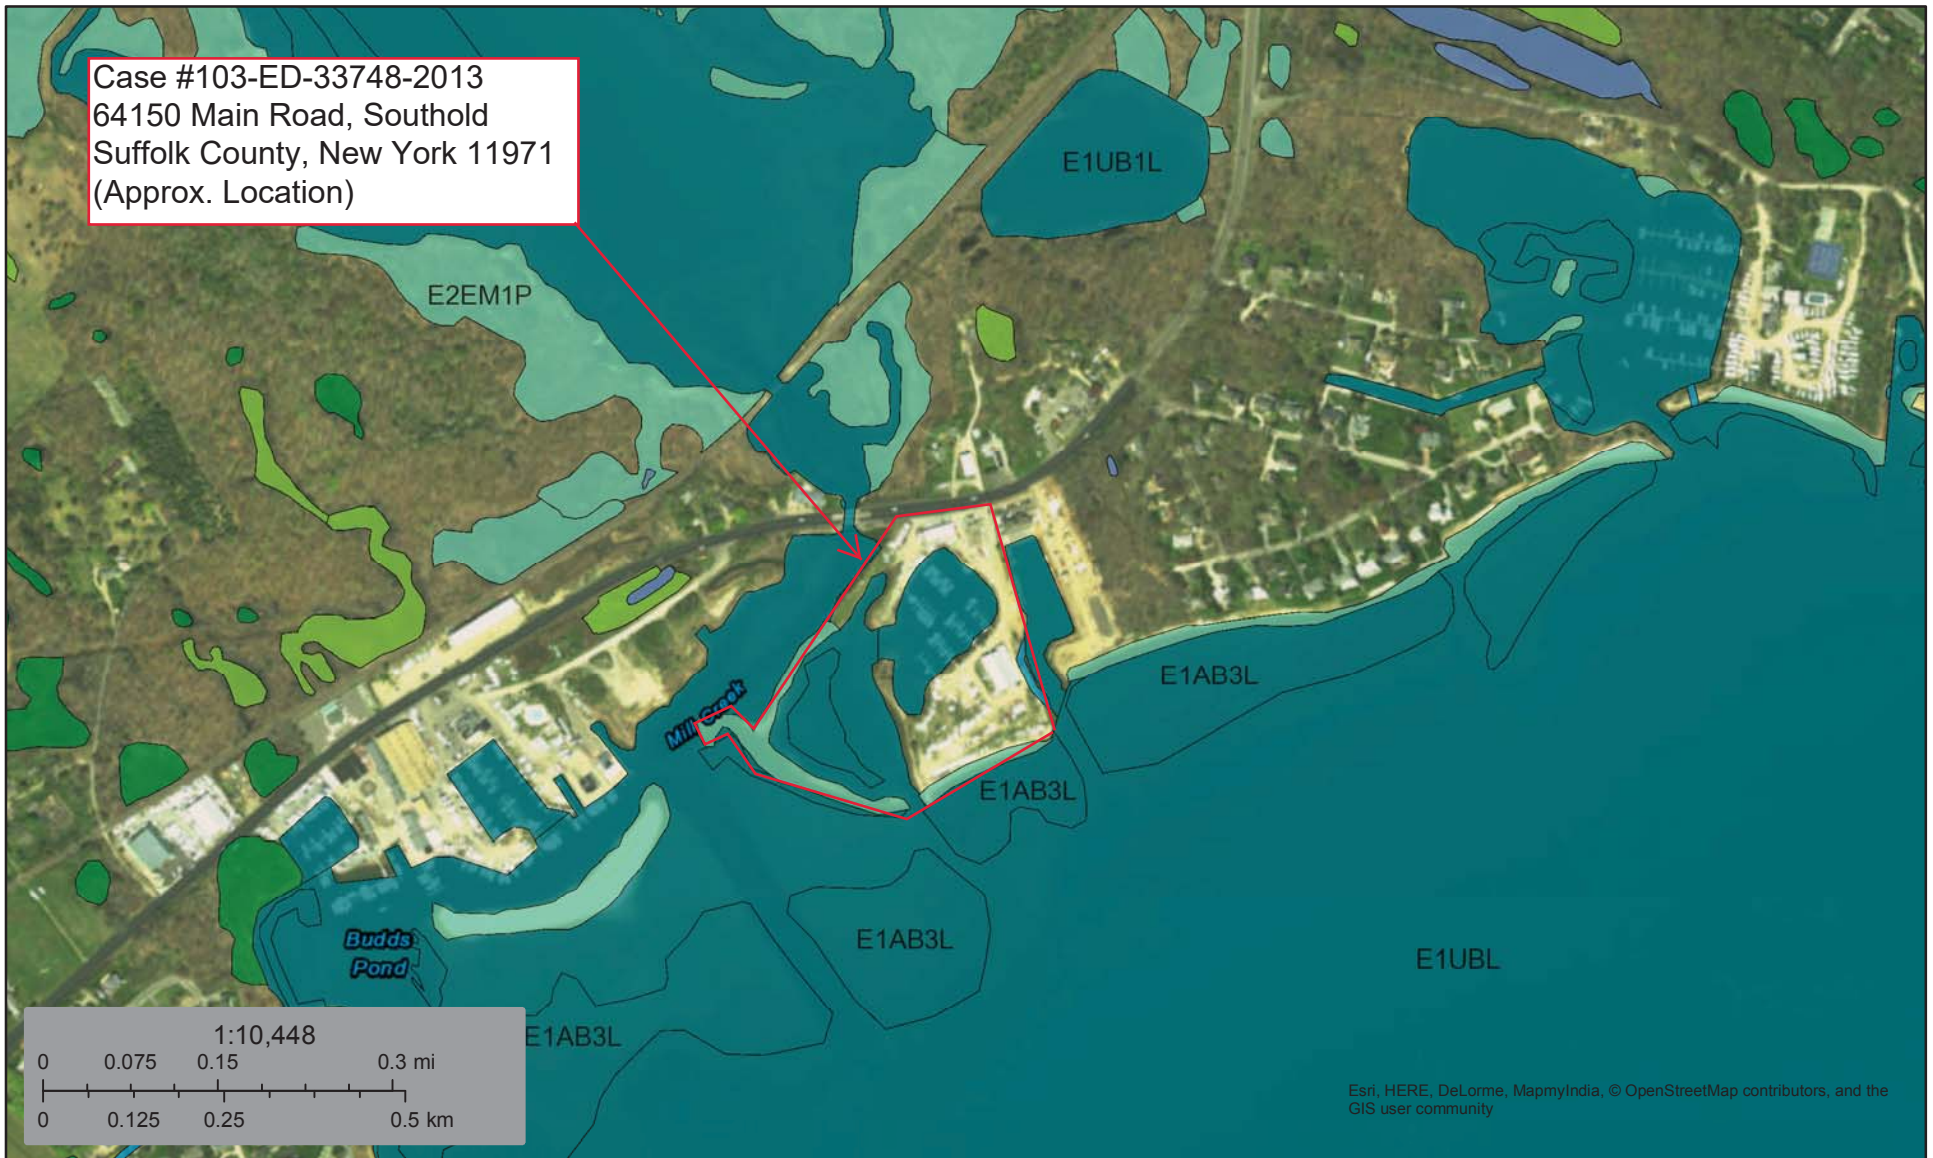 Case #103-ED-33748-2013
64150 Main Road, Southold
Suffolk County, New York 11971
(Approx. Location)
E1UB1L
E2EM1P
E1AB3L
Mill Creek
E1AB3L
E1AB3L
Budds
Pond
E1UBL
E1AB3L
1:10,448
0 0.075 0.15 0.3 mi
0 0.125 0.25 0.5 km
Esri, HERE, DeLorme, MapmyIndia, © OpenStreetMap contributors, and the
GIS user community